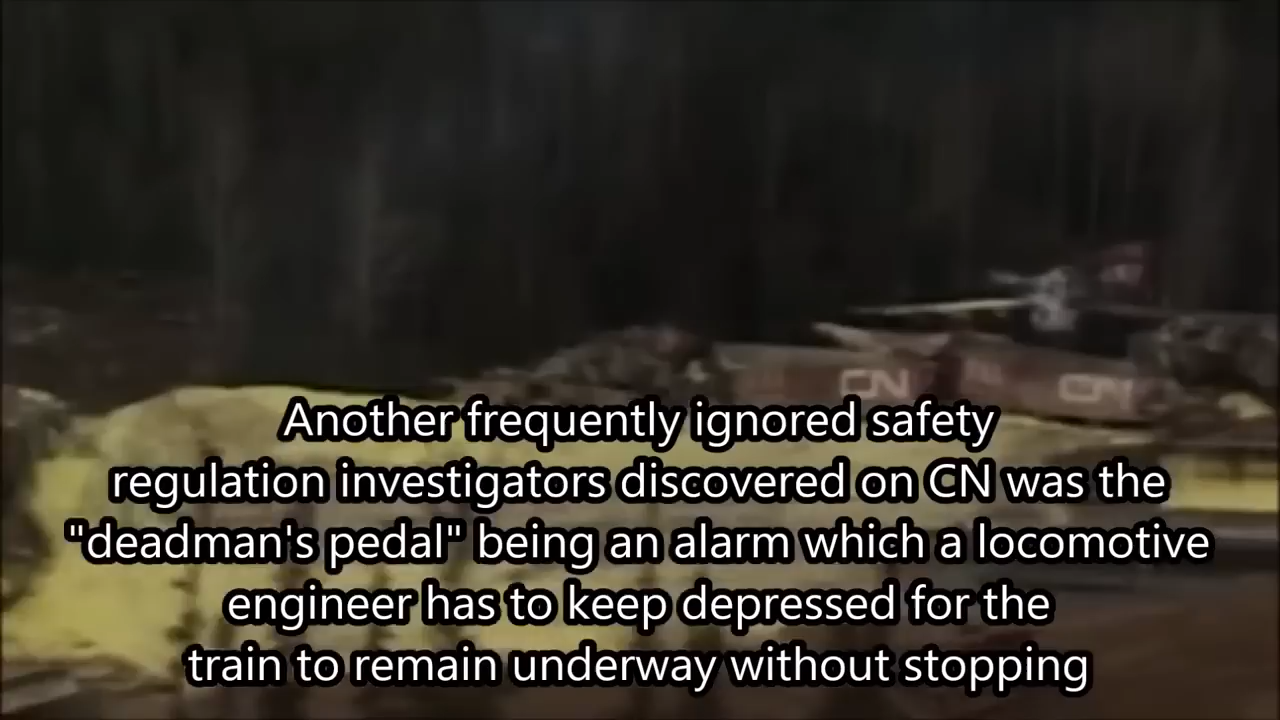 CN
CN
Another frequently ignored safety
regulation investigators discovered on CN was the
"deadman's pedal" being an alarm which a locomotive
engineer has to keep depressed for the
train to remain underway without stopping